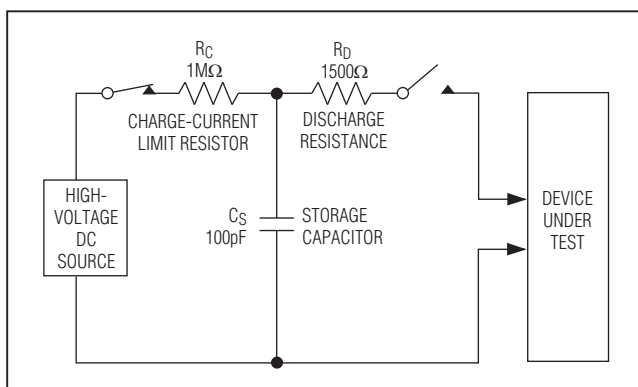 RC
1MΩ
CHARGE-CURRENT
LIMIT RESISTOR
RD
1500Ω
DISCHARGE
RESISTANCE
HIGH-
VOLTAGE
DC
SOURCE
CS
100pF
STORAGE
CAPACITOR
DEVICE
UNDER
TEST